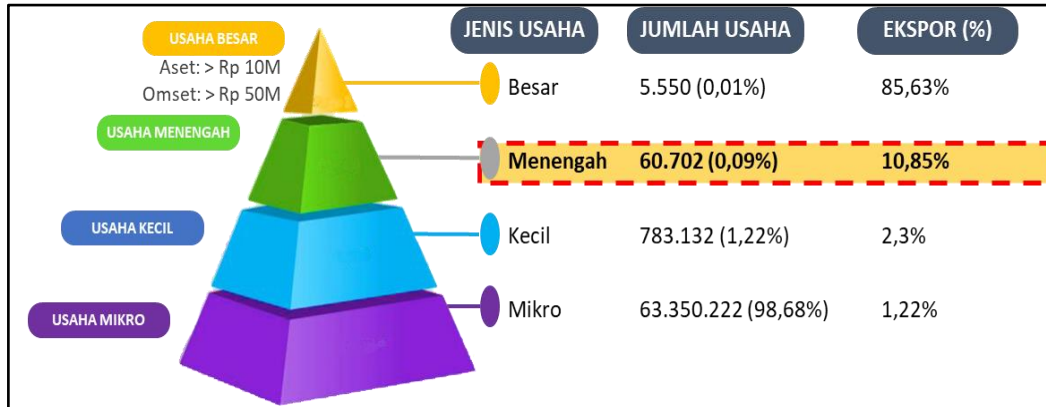 JENIS USAHA JUMLAH USAHA EKSPOR (%)
USAHA BESAR
Aset: > Rp 10M
Omset: > Rp 50M
Besar 5.550 (0,01%) 85,63%
USAHA MENENGAH
Menengah 60.702 (0,09%) 10,85%
USAHA KECIL
Kecil 783.132 (1,22%) 2,3%
USAHA MIKRO
Mikro 63.350.222 (98,68%) 1,22%